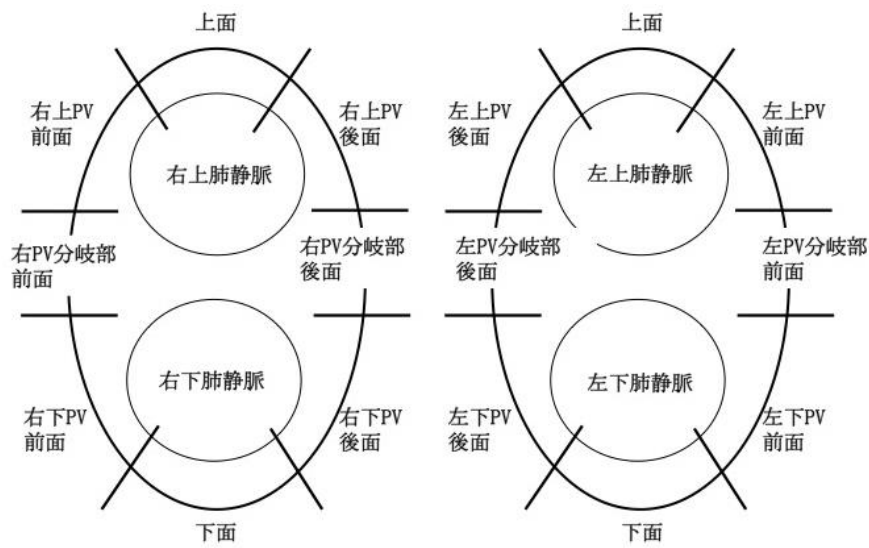 上面
右上PV
前面
右上PV
後面
右上肺静脈
右PV分岐部
前面
右PV分岐部
後面
右下肺静脈
右下PV
前面
右下PV
後面
下面
上面
左上PV
後面
左上PV
前面
左上肺静脈
左PV分岐部
後面
左PV分岐部
前面
左下肺静脈
左下PV
後面
左下PV
前面
下面